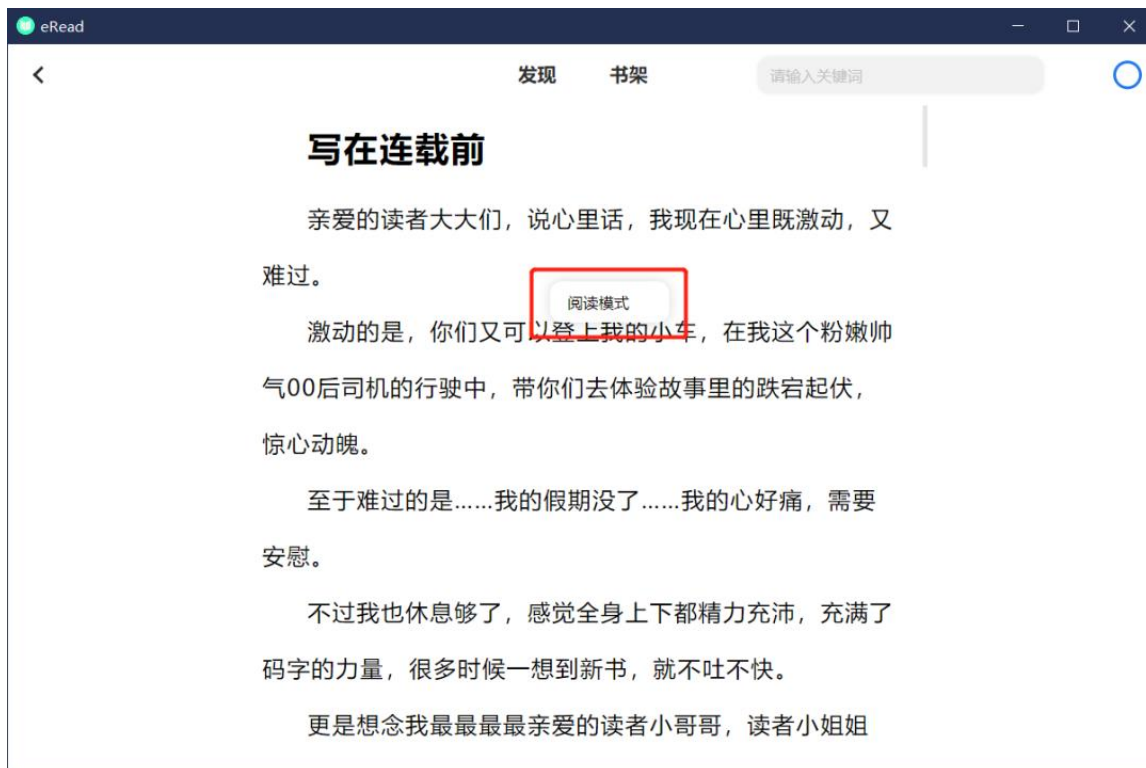 eRead
发现 书架 请输入关键词
写在连载前
亲爱的读者大大们，说心里话，我现在心里既激动，又
难过。
阅读模式
激动的是，你们又可以登上我的小车，在我这个粉嫩帅
气00后司机的行驶中，带你们去体验故事里的跌宕起伏，
惊心动魄。
至于难过的是……我的假期没了……我的心好痛，需要
安慰。
不过我也休息够了，感觉全身上下都精力充沛，充满了
码字的力量，很多时候一想到新书，就不吐不快。
更是想念我最最最最亲爱的读者小哥哥，读者小姐姐